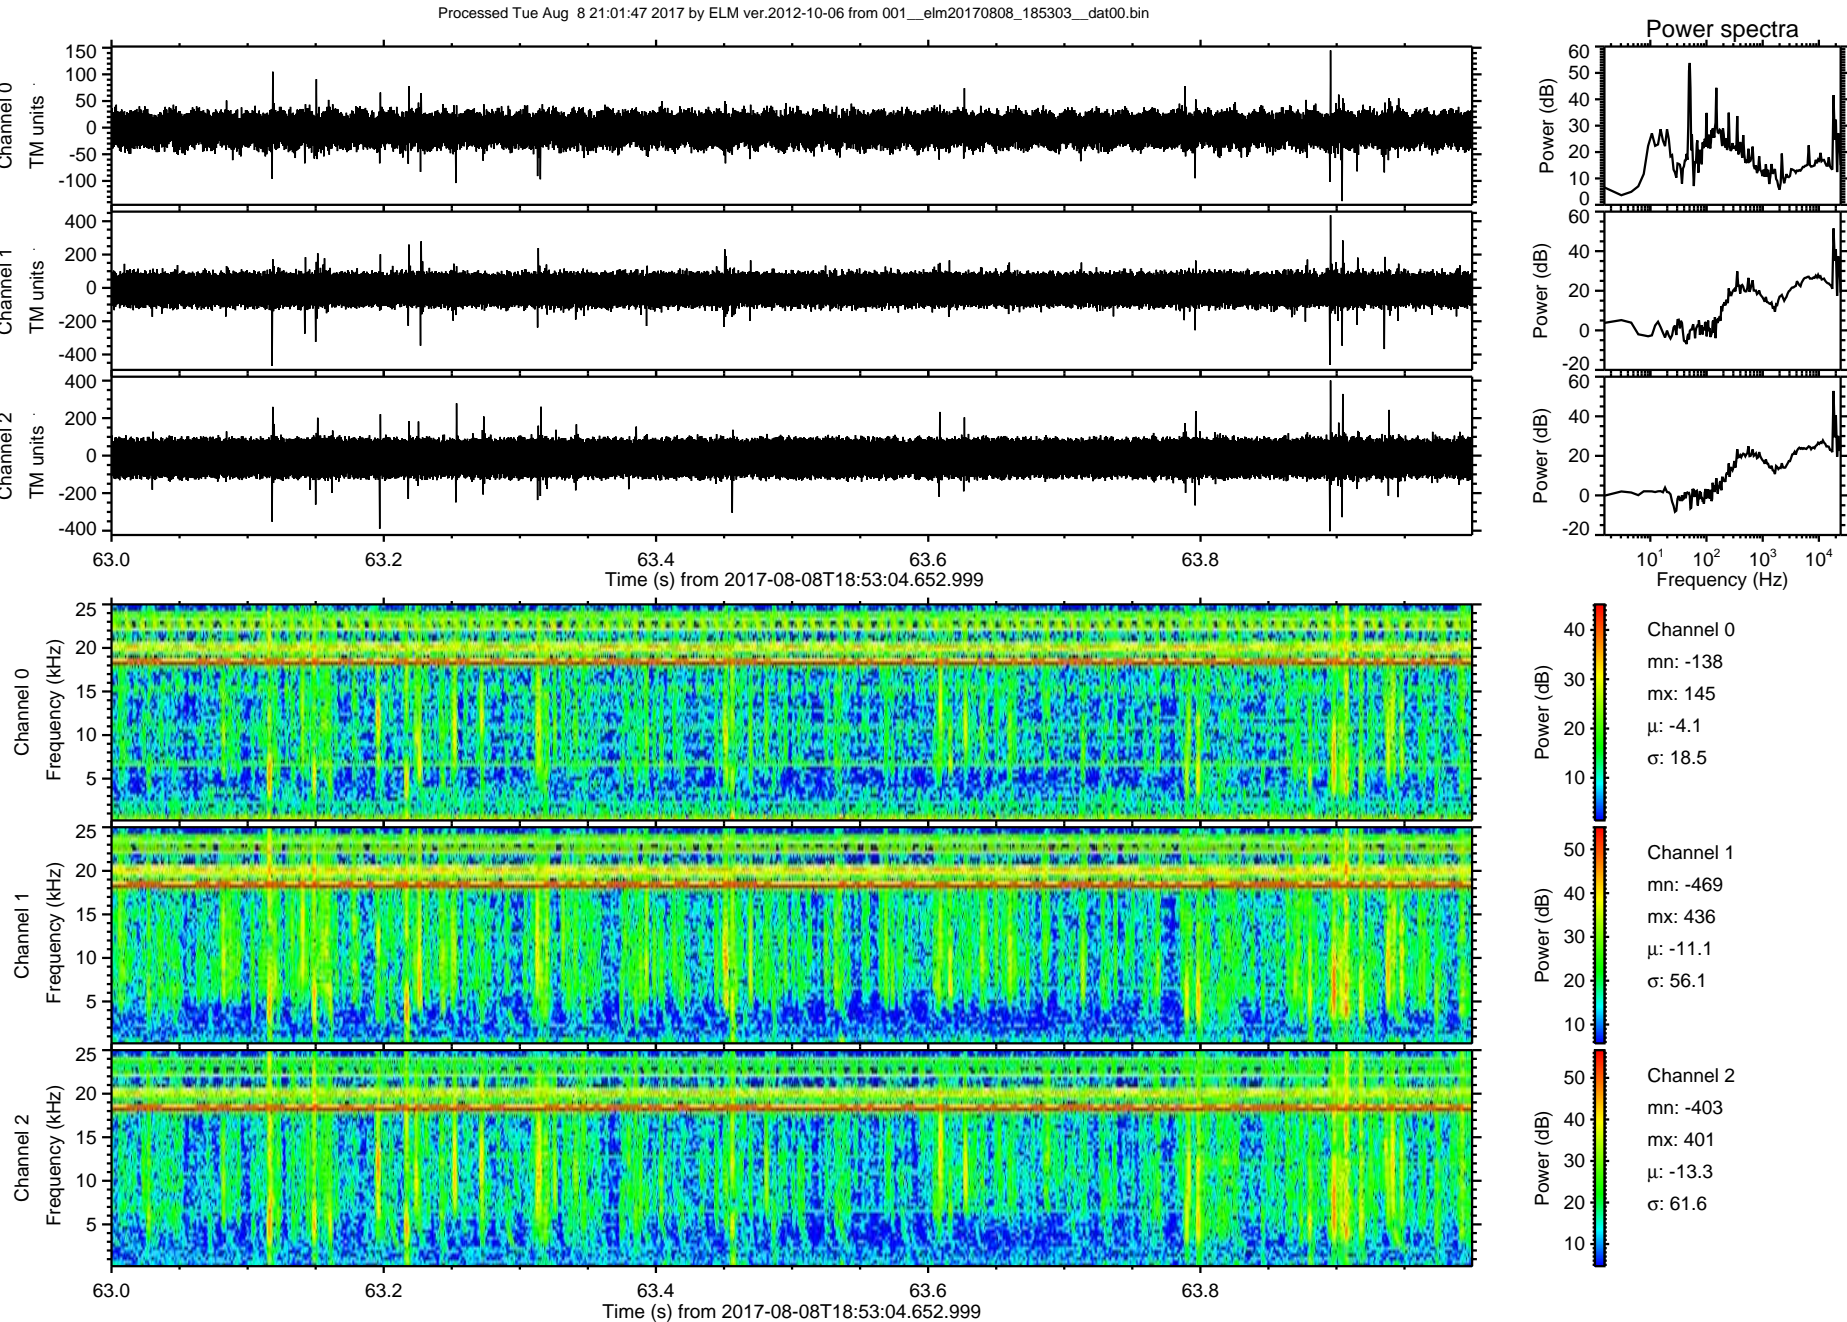 Processed Tue Aug  8 21:01:47 2017 by ELM ver.2012-10-06 from 001__elm20170808_185303__dat00.bin
Power spectra
Channel 0
TM units
150
100
50
0
-50
-100
Power (dB)
60
50
40
30
20
10
0
Channel 1
TM units
400
200
0
-200
-400
Power (dB)
60
40
20
0
-20
Channel 2
TM units
400
200
0
-200
-400
Power (dB)
60
40
20
0
-20
63.0 63.2 63.4 63.6 63.8
Time (s) from 2017-08-08T18:53:04.652.999
10¹ 10² 10³ 10⁴
Frequency (Hz)
Channel 0
Frequency (kHz)
25
20
15
10
5
Power (dB)
40
30
20
10
Channel 0
mn: -138
mx: 145
µ: -4.1
σ: 18.5
Channel 1
Frequency (kHz)
25
20
15
10
5
Power (dB)
50
40
30
20
10
Channel 1
mn: -469
mx: 436
µ: -11.1
σ: 56.1
Channel 2
Frequency (kHz)
25
20
15
10
5
Power (dB)
50
40
30
20
10
Channel 2
mn: -403
mx: 401
µ: -13.3
σ: 61.6
63.0 63.2 63.4 63.6 63.8
Time (s) from 2017-08-08T18:53:04.652.999